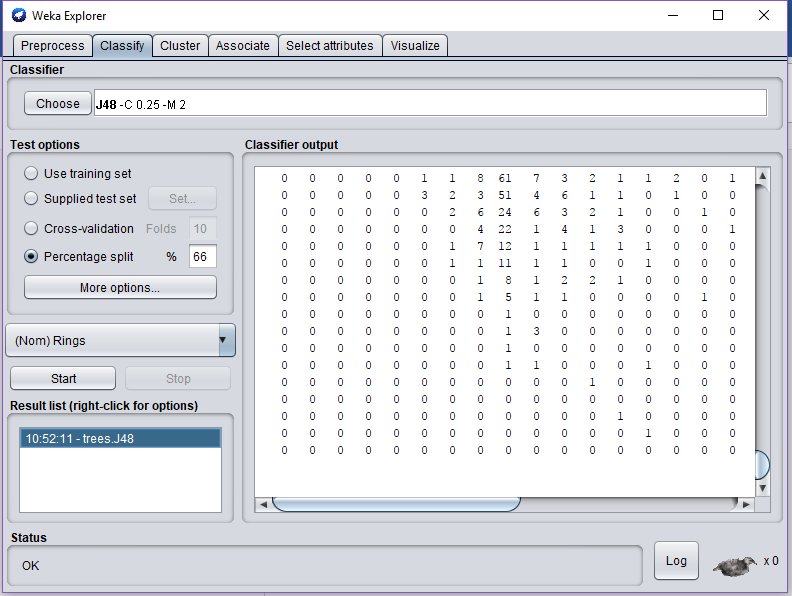 Weka Explorer
Preprocess Classify Cluster Associate Select attributes Visualize
Classifier
Choose J48 -C 0.25 -M 2
Test options
Use training set
Supplied test set Set...
Cross-validation Folds 10
Percentage split % 66
More options...
(Nom) Rings
Start Stop
Result list (right-click for options)
10:52:11 - trees.J48
Classifier output
0 0 0 0 0 1 1 8 61 7 3 2 1 1 2 0 1
0 0 0 0 0 3 2 3 51 4 6 1 1 0 1 0 0
0 0 0 0 0 0 2 6 24 6 3 2 1 0 0 1 0
0 0 0 0 0 0 0 4 22 1 4 1 3 0 0 0 1
0 0 0 0 0 0 1 7 12 1 1 1 1 1 0 0 0
0 0 0 0 0 0 1 1 11 1 1 0 0 1 0 0 0
0 0 0 0 0 0 0 1 8 1 2 2 1 0 0 0 0
0 0 0 0 0 0 0 1 5 1 1 0 0 0 0 1 0
0 0 0 0 0 0 0 0 1 0 0 0 0 0 0 0 0
0 0 0 0 0 0 0 0 1 3 0 0 0 0 0 0 0
0 0 0 0 0 0 0 0 1 0 0 0 0 0 0 0 0
0 0 0 0 0 0 0 0 1 1 0 0 0 1 0 0 0
0 0 0 0 0 0 0 0 0 0 0 1 0 0 0 0 0
0 0 0 0 0 0 0 0 0 0 0 0 0 0 0 0 0
0 0 0 0 0 0 0 0 0 0 0 0 1 0 0 0 0
0 0 0 0 0 0 0 0 0 0 0 0 0 1 0 0 0
0 0 0 0 0 0 0 0 0 0 0 0 0 0 0 0 0
Status
OK
Log
x 0